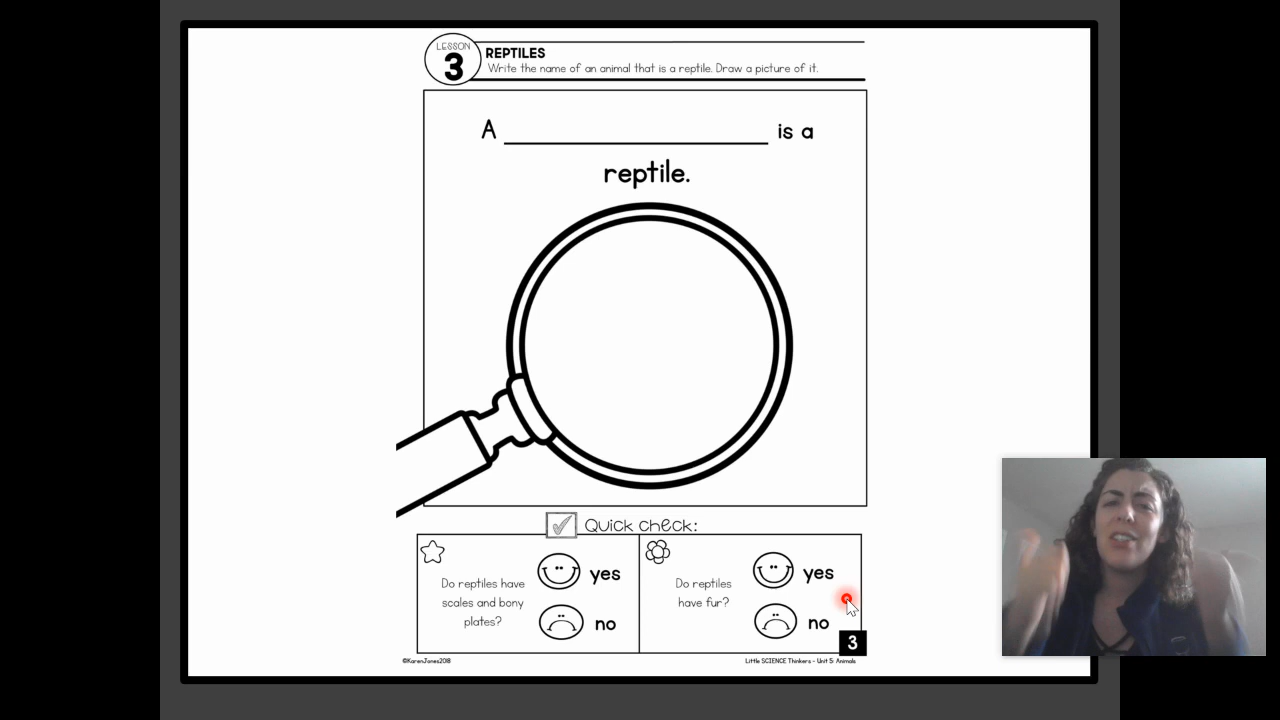 LESSON
3
REPTILES
Write the name of an animal that is a reptile. Draw a picture of it.
A ____________________ is a
reptile.
Quick check:
Do reptiles have
scales and bony
plates?
yes
no
Do reptiles
have fur?
yes
no
3
©KarenJones2018
Little SCIENCE Thinkers - Unit 5: Animals